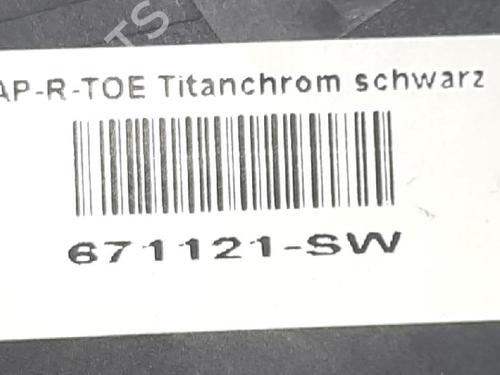 AP-R-TOE Titanchrom schwarz
671121-SW